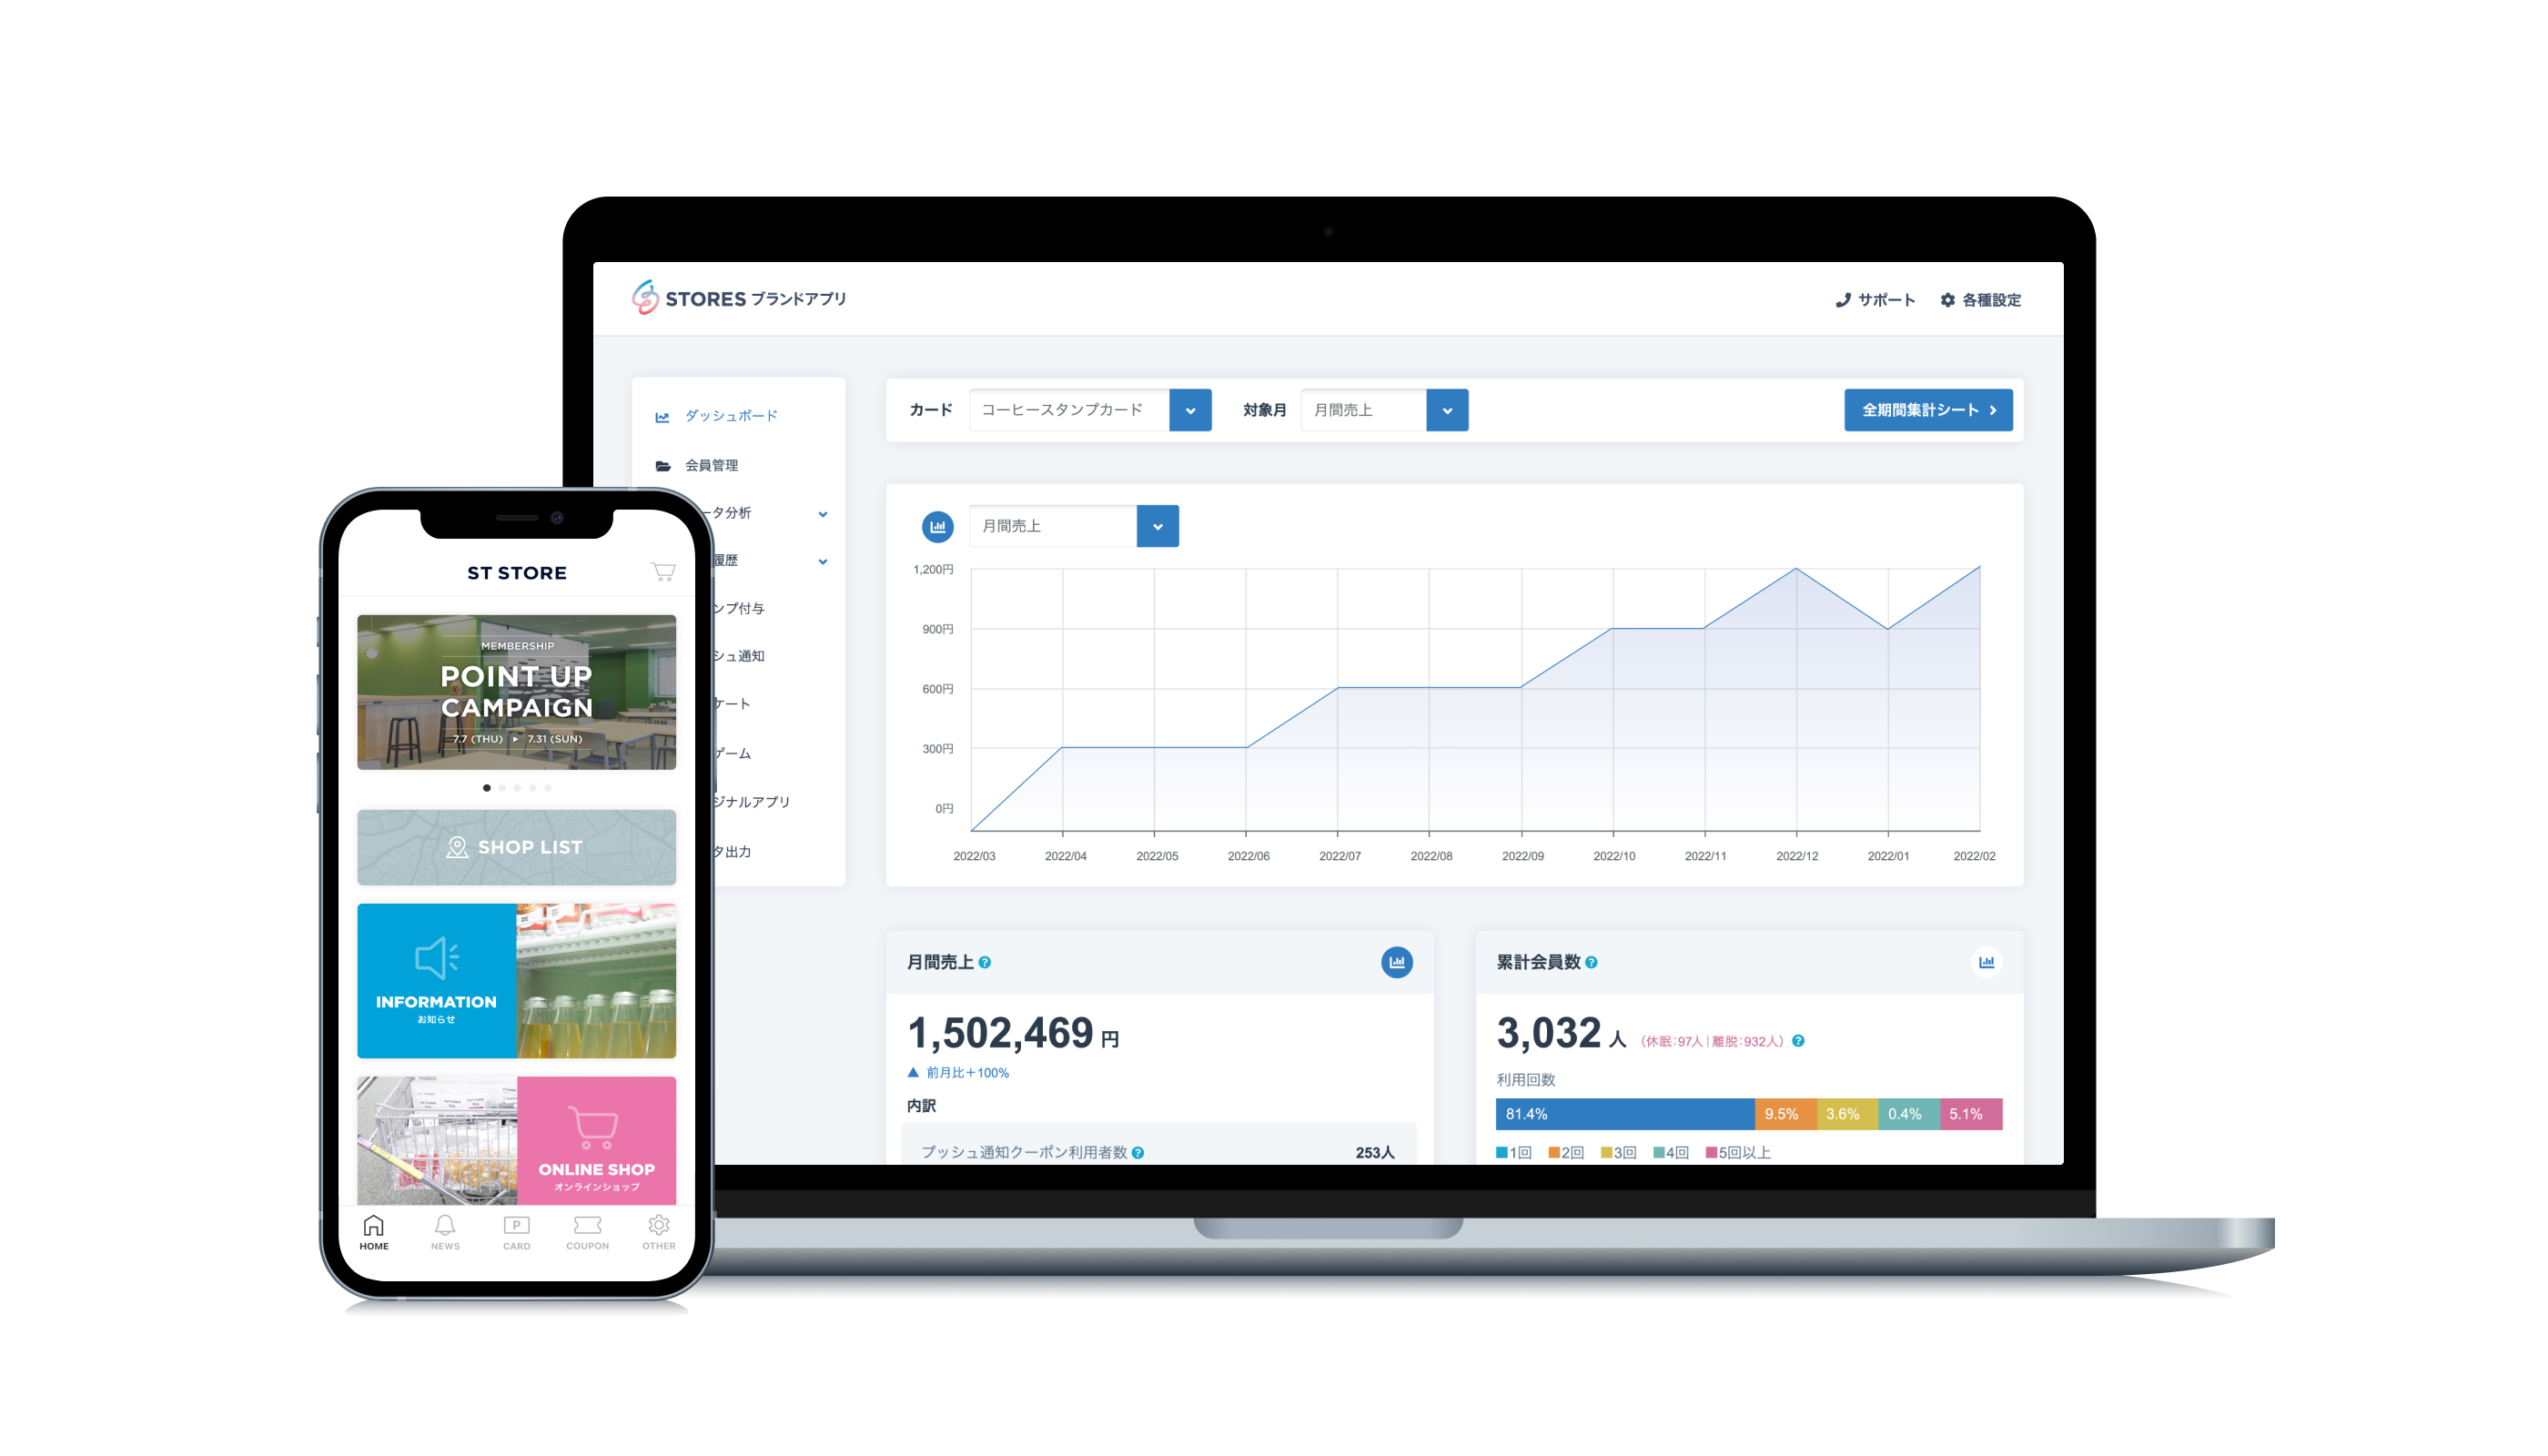 STORES ブランドアプリ
サポート
各種設定
ダッシュボード
会員管理
ータ分析
履歴
ンプ付与
シュ通知
ケート
ゲーム
ジナルアプリ
タ出力
カード
コーヒースタンプカード
対象月
月間売上
全期間集計シート
月間売上
1,200円
900円
600円
300円
0円
2022/03 2022/04 2022/05 2022/06 2022/07 2022/08 2022/09 2022/10 2022/11 2022/12 2022/01 2022/02
月間売上 ?
1,502,469 円
▲ 前月比+100%
内訳
プッシュ通知クーポン利用者数 ?
253人
累計会員数 ?
3,032 人 (休眠:97人 | 離脱:932人) ?
利用回数
81.4% 9.5% 3.6% 0.4% 5.1%
1回 2回 3回 4回 5回以上
ST STORE
MEMBERSHIP
POINT UP
CAMPAIGN
7.7 (THU) ▶ 7.31 (SUN)
SHOP LIST
INFORMATION
お知らせ
ONLINE SHOP
オンラインショップ
HOME
NEWS
P
CARD
COUPON
OTHER